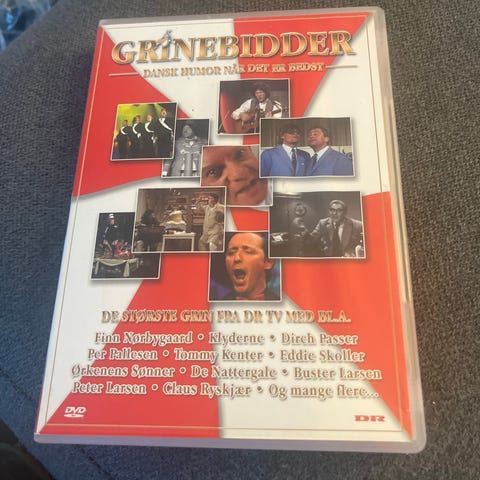 GRINEBIDDER
DANSK HUMOR NÅR DET ER BEDST
DE STØRSTE GRIN FRA DR TV MED BL.A.
Finn Nørbygaard • Klyderne • Dirch Passer
Per Pallesen • Tommy Kenter • Eddie Skoller
Ørkenens Sønner • De Nattergale • Buster Larsen
Peter Larsen • Claus Ryskjær • Og mange flere...
DVD DR